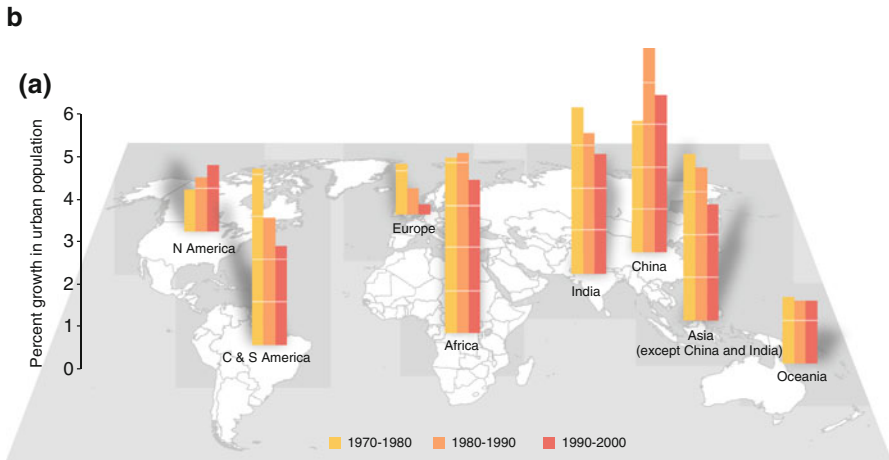 b
(a)
Percent growth in urban population
6
5
4
3
2
1
0
N America
C & S America
Europe
Africa
India
China
Asia
(except China and India)
Oceania
1970-1980
1980-1990
1990-2000